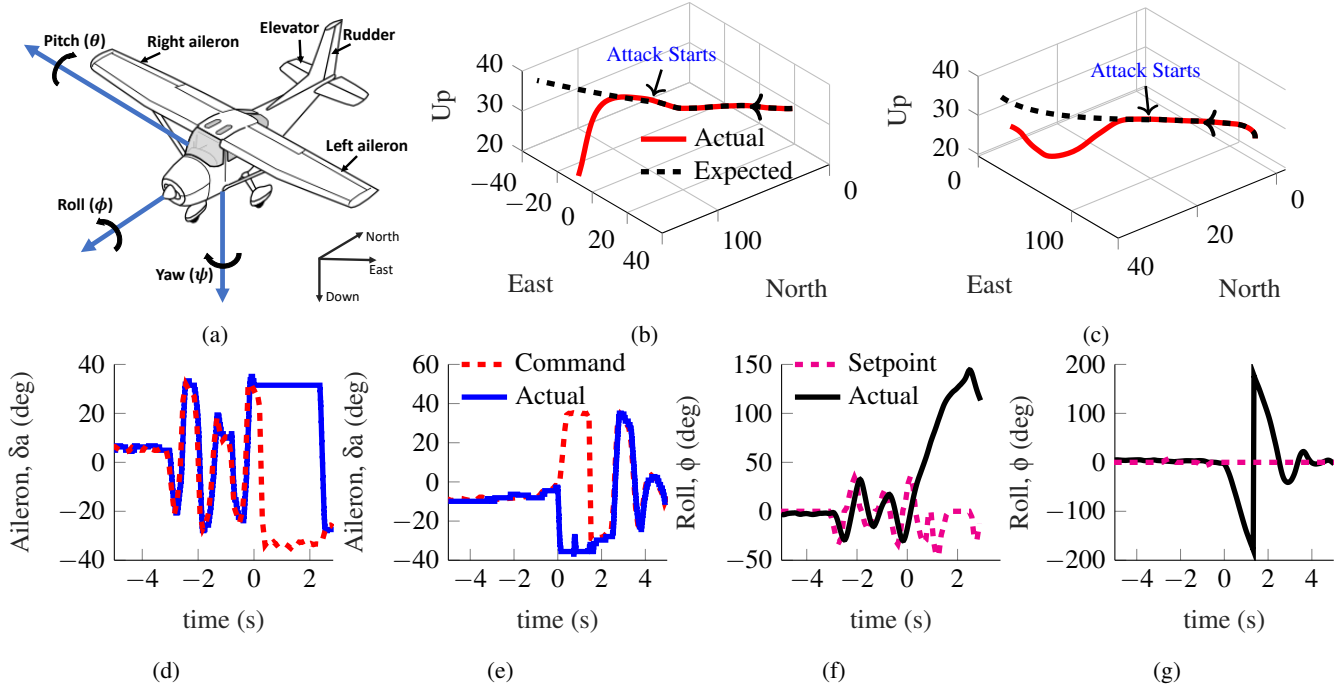 Pitch (θ)
Right aileron
Elevator
Rudder
Left aileron
Roll (ϕ)
Yaw (ψ)
North
East
Down
(a)
40
30
20
Up
Attack Starts
Actual
Expected
−40
−20
0
20
40
East
100
0
North
(b)
40
30
20
Up
Attack Starts
0
100
40
East
20
0
North
(c)
40
20
0
−20
−40
Aileron, δa (deg)
−4
−2
0
2
time (s)
(d)
60
40
20
0
−20
−40
Aileron, δa (deg)
Command
Actual
−4
−2
0
2
4
time (s)
(e)
150
100
50
0
−50
Roll, ϕ (deg)
Setpoint
Actual
−4
−2
0
2
time (s)
(f)
200
100
0
−100
−200
Roll, ϕ (deg)
−4
−2
0
2
4
time (s)
(g)